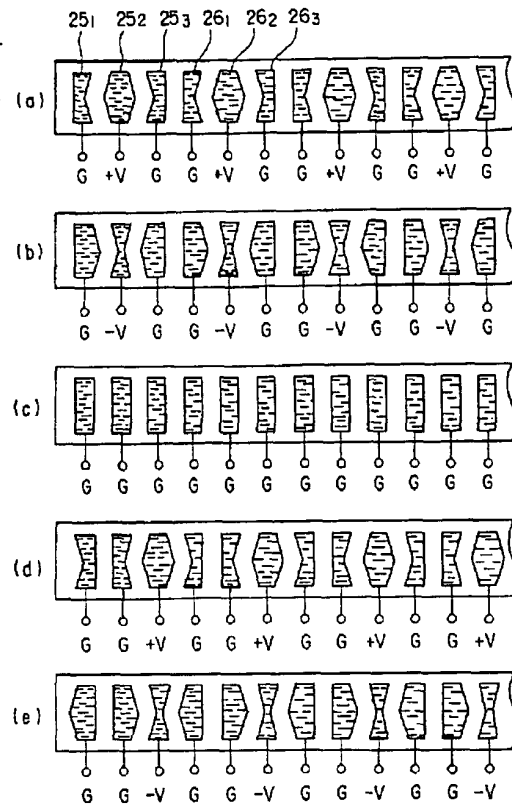 25₁ 25₂ 25₃ 26₁ 26₂ 26₃
(a)
G +V G G +V G G +V G G +V G
(b)
G -V G G -V G G -V G G -V G
(c)
G G G G G G G G G G G G
(d)
G G +V G G +V G G +V G G +V
(e)
G G -V G G -V G G -V G G -V